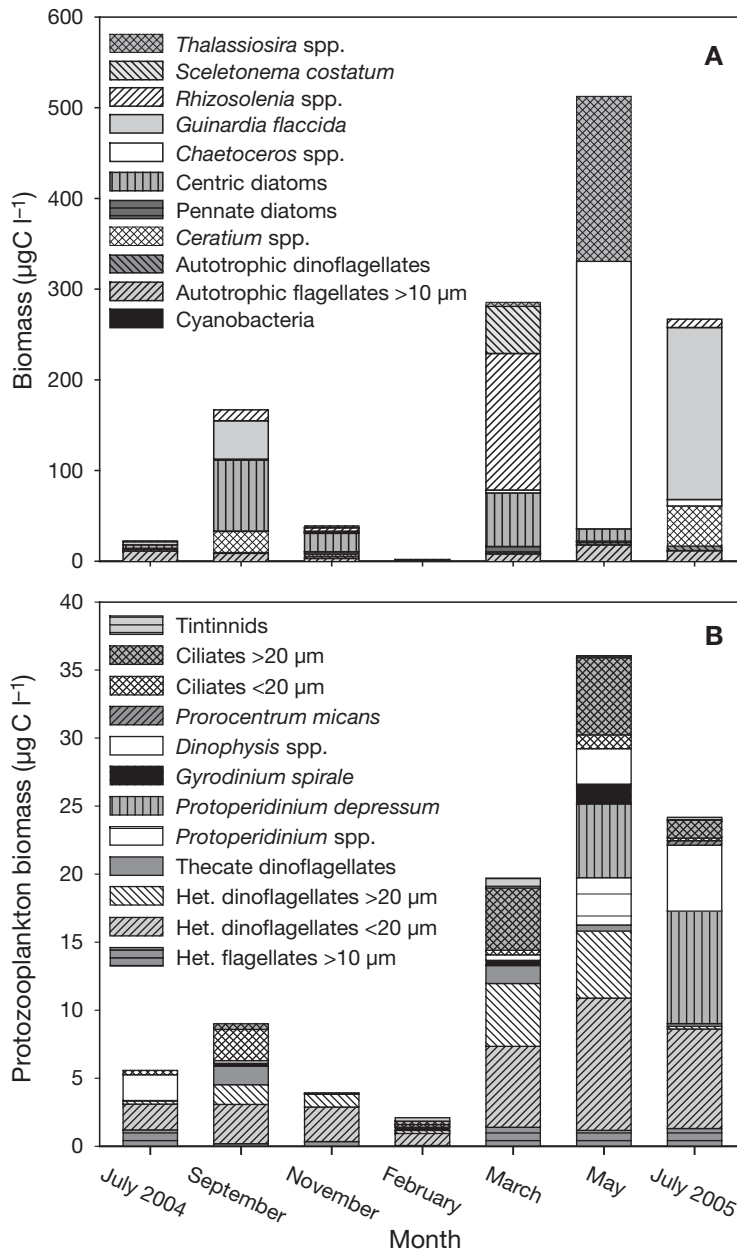 600
500
400
300
200
100
0
Biomass (µgC l⁻¹)
A
Thalassiosira spp.
Sceletonema costatum
Rhizosolenia spp.
Guinardia flaccida
Chaetoceros spp.
Centric diatoms
Pennate diatoms
Ceratium spp.
Autotrophic dinoflagellates
Autotrophic flagellates >10 µm
Cyanobacteria
40
35
30
25
20
15
10
5
0
Protozooplankton biomass (µg C l⁻¹)
B
Tintinnids
Ciliates >20 µm
Ciliates <20 µm
Prorocentrum micans
Dinophysis spp.
Gyrodinium spirale
Protoperidinium depressum
Protoperidinium spp.
Thecate dinoflagellates
Het. dinoflagellates >20 µm
Het. dinoflagellates <20 µm
Het. flagellates >10 µm
July 2004
September
November
February
March
May
July 2005
Month